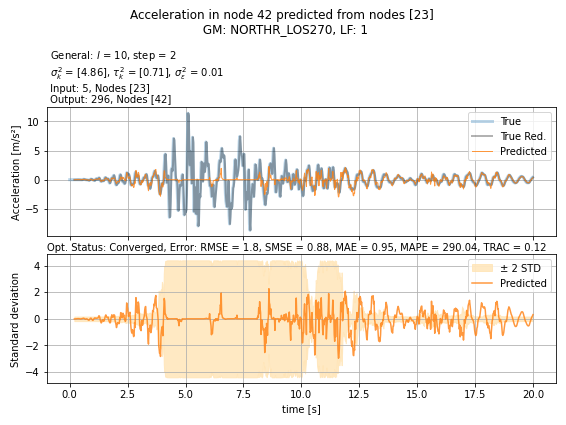 Acceleration in node 42 predicted from nodes [23]
GM: NORTHR_LOS270, LF: 1
General: l = 10, step = 2
σ²ₖ = [4.86], τ²ₖ = [0.71], σ²ε = 0.01
Input: 5, Nodes [23]
Output: 296, Nodes [42]
Acceleration [m/s²]
10
5
0
−5
True
True Red.
Predicted
Opt. Status: Converged, Error: RMSE = 1.8, SMSE = 0.88, MAE = 0.95, MAPE = 290.04, TRAC = 0.12
Standard deviation
4
2
0
−2
−4
± 2 STD
Predicted
0.0 2.5 5.0 7.5 10.0 12.5 15.0 17.5 20.0
time [s]